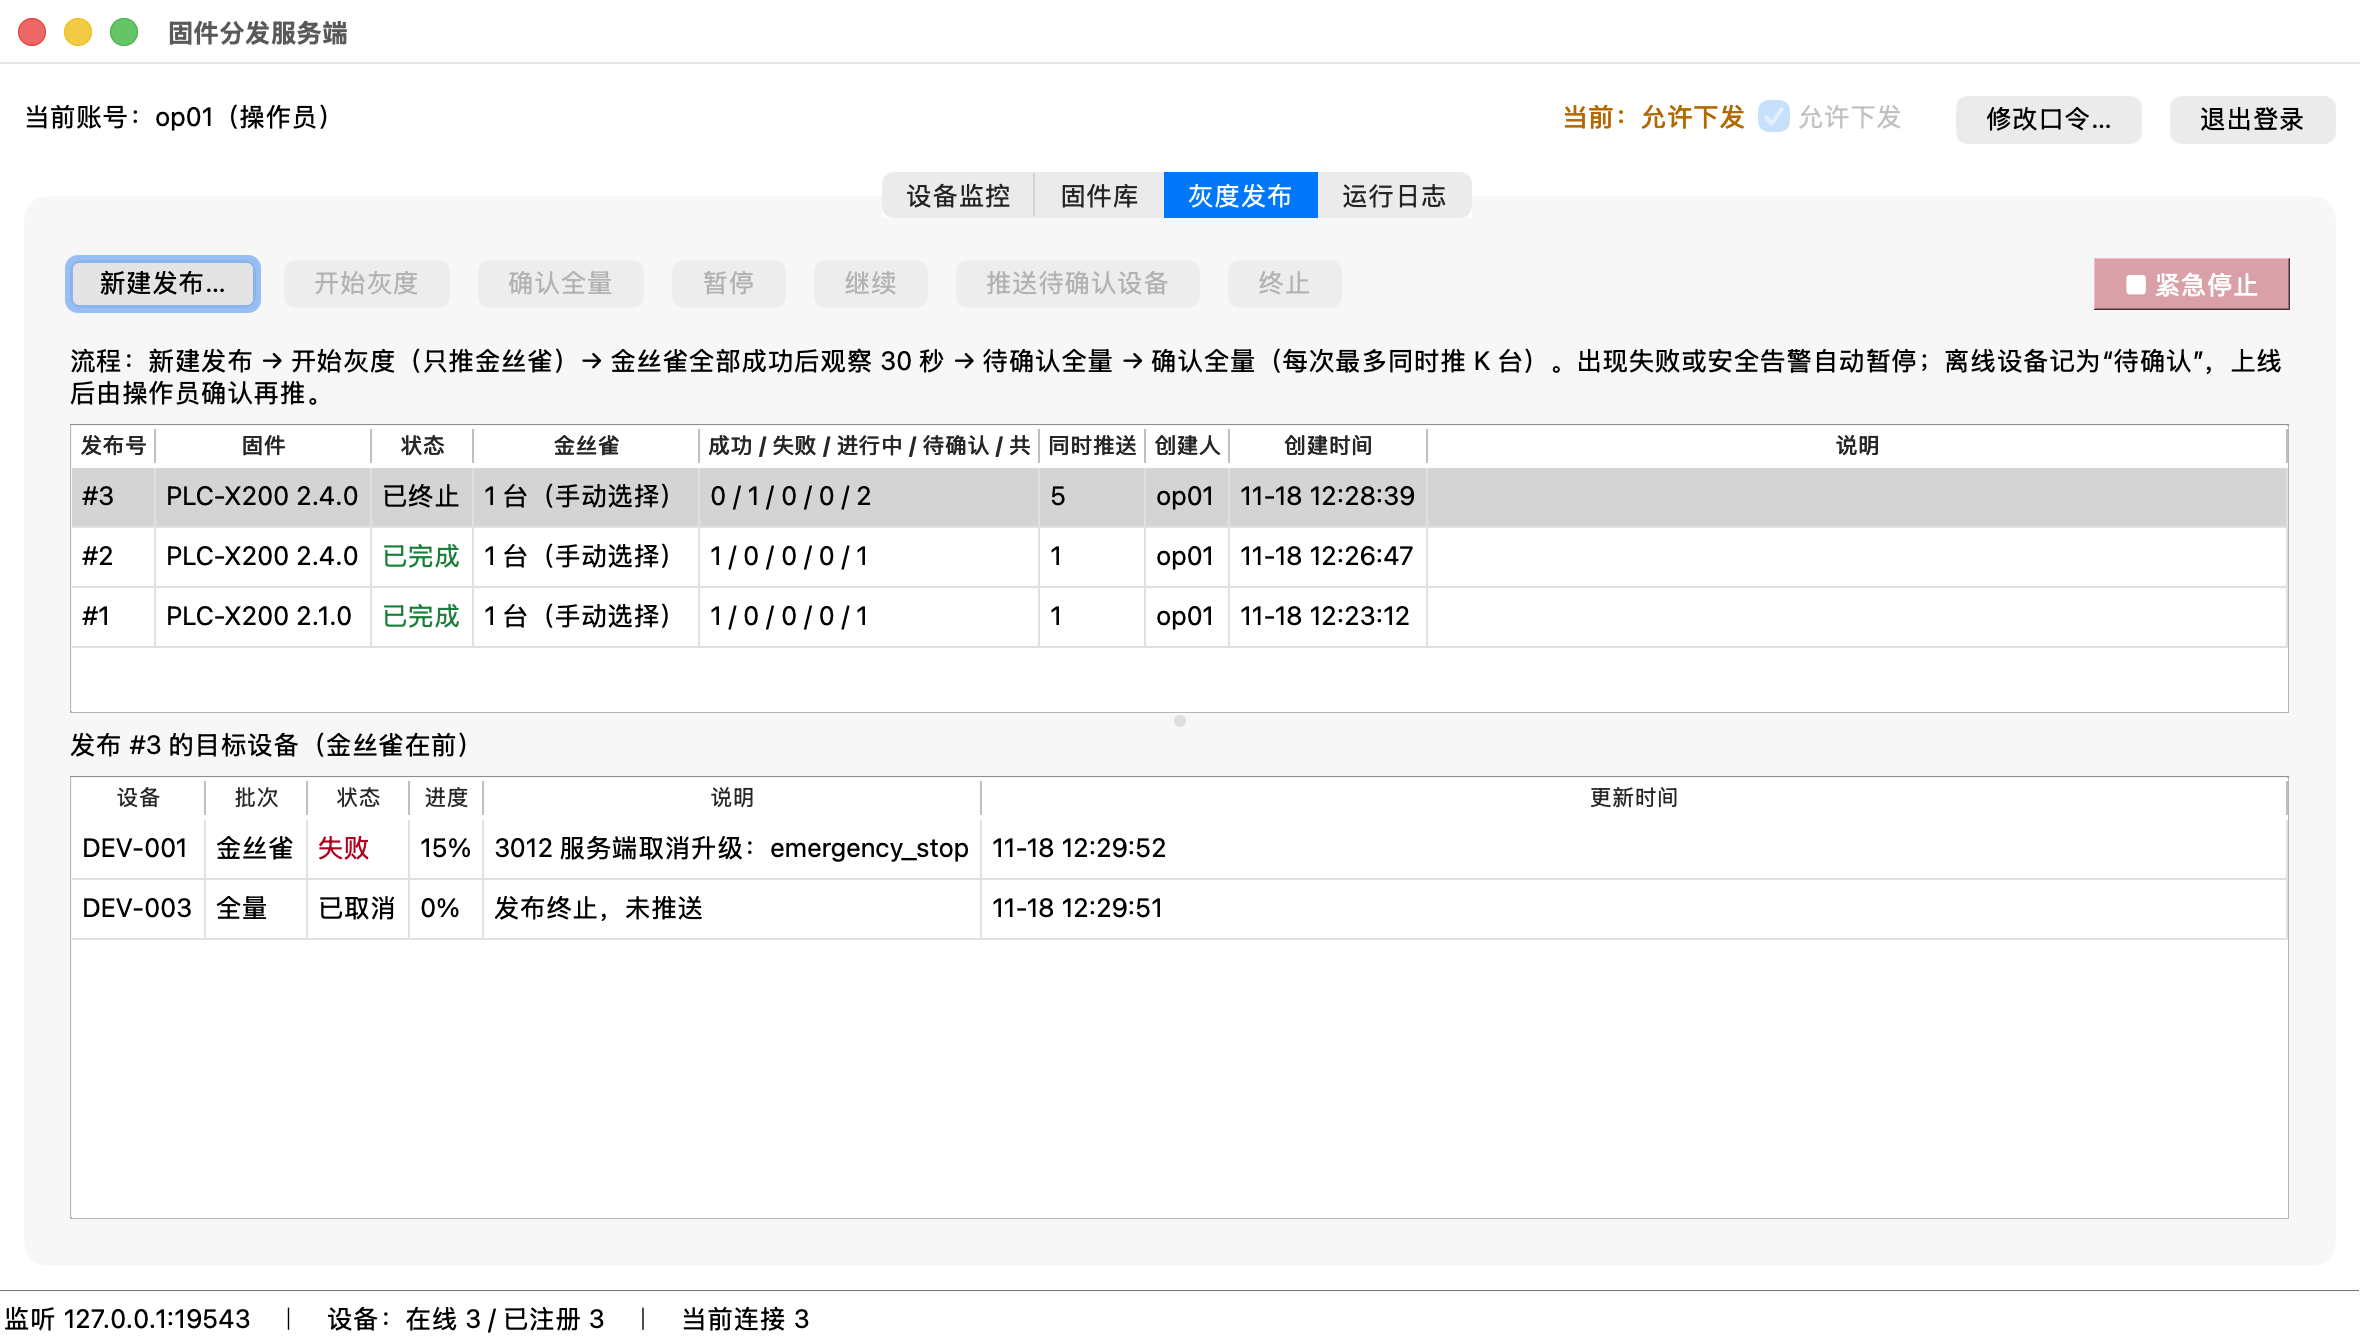 固件分发服务端
当前账号：op01（操作员）
当前：允许下发 允许下发 修改口令... 退出登录
设备监控 固件库 灰度发布 运行日志
新建发布... 开始灰度 确认全量 暂停 继续 推送待确认设备 终止 紧急停止
流程：新建发布 → 开始灰度（只推金丝雀）→ 金丝雀全部成功后观察 30 秒 → 待确认全量 → 确认全量（每次最多同时推 K 台）。出现失败或安全告警自动暂停；离线设备记为“待确认”，上线
后由操作员确认再推。
发布号 固件 状态 金丝雀 成功 / 失败 / 进行中 / 待确认 / 共 同时推送 创建人 创建时间 说明
#3 PLC-X200 2.4.0 已终止 1 台（手动选择） 0 / 1 / 0 / 0 / 2 5 op01 11-18 12:28:39
#2 PLC-X200 2.4.0 已完成 1 台（手动选择） 1 / 0 / 0 / 0 / 1 1 op01 11-18 12:26:47
#1 PLC-X200 2.1.0 已完成 1 台（手动选择） 1 / 0 / 0 / 0 / 1 1 op01 11-18 12:23:12
发布 #3 的目标设备（金丝雀在前）
设备 批次 状态 进度 说明 更新时间
DEV-001 金丝雀 失败 15% 3012 服务端取消升级：emergency_stop 11-18 12:29:52
DEV-003 全量 已取消 0% 发布终止，未推送 11-18 12:29:51
监听 127.0.0.1:19543 | 设备：在线 3 / 已注册 3 | 当前连接 3